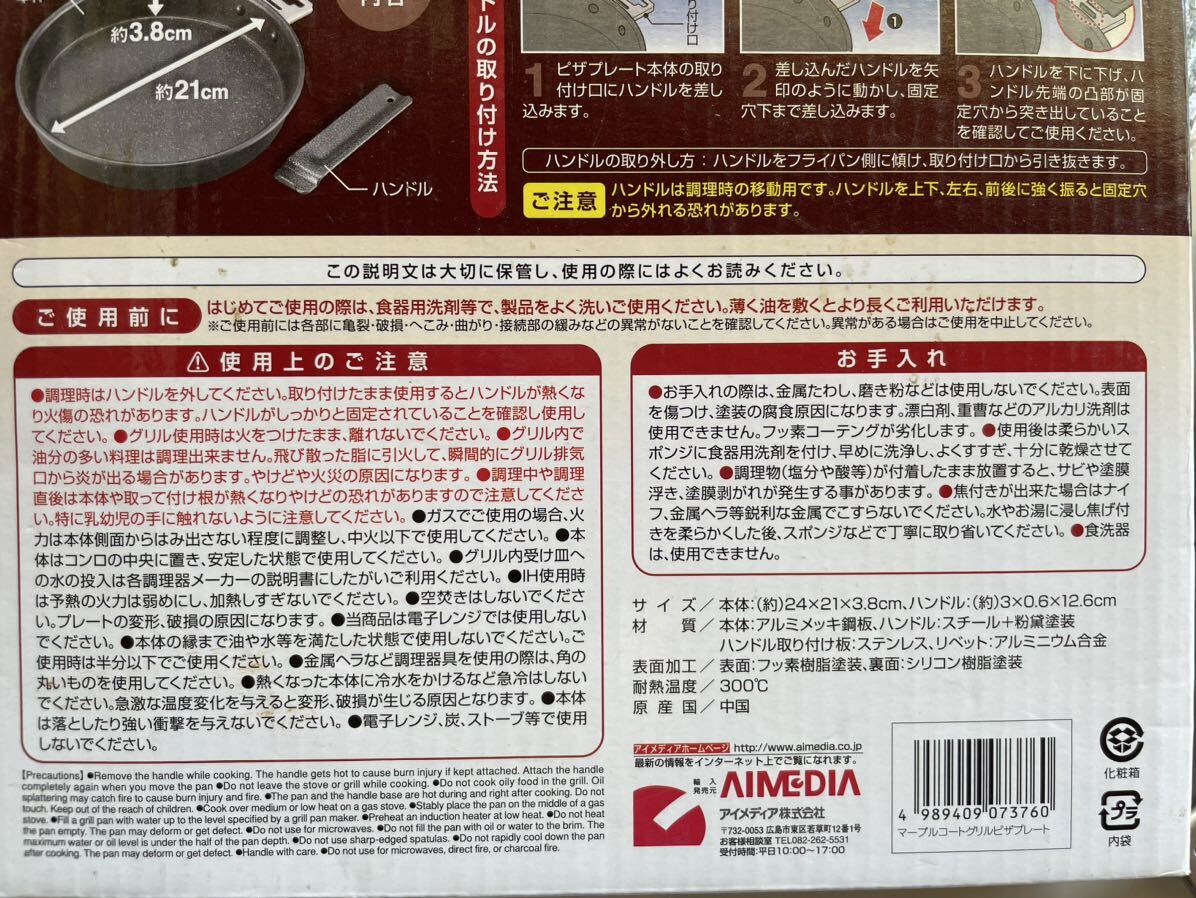 約3.8cm
約21cm
ハンドル
ドルの取り付け方法
り付け口
❶
1 ピザプレート本体の取り
付け口にハンドルを差し
込みます。
2 差し込んだハンドルを矢
印のように動かし、固定
穴下まで差し込みます。
3 ハンドルを下に下げ、ハ
ンドル先端の凸部が固
定穴から突き出していること
を確認してご使用ください。
ハンドルの取り外し方：ハンドルをフライパン側に傾け、取り付け口から引き抜きます。
ご注意
ハンドルは調理時の移動用です。ハンドルを上下、左右、前後に強く振ると固定穴
から外れる恐れがあります。
この説明文は大切に保管し、使用の際にはよくお読みください。
ご使用前に
はじめてご使用の際は、食器用洗剤等で、製品をよく洗いご使用ください。薄く油を敷くとより長くご利用いただけます。
※ご使用前には各部に亀裂・破損・へこみ・曲がり・接続部の緩みなどの異常がないことを確認してください。異常がある場合はご使用を中止してください。
⚠使用上のご注意
●調理時はハンドルを外してください。取り付けたまま使用するとハンドルが熱くな
り火傷の恐れがあります。ハンドルがしっかりと固定されていることを確認し使用し
てください。●グリル使用時は火をつけたまま、離れないでください。●グリル内で
油分の多い料理は調理出来ません。飛び散った脂に引火して、瞬間的にグリル排気
口から炎が出る場合があります。やけどや火災の原因になります。●調理中や調理
直後は本体や取って付け根が熱くなりやけどの恐れがありますので注意してくださ
い。特に乳幼児の手に触れないように注意してください。●ガスでご使用の場合、火
力は本体側面からはみ出さない程度に調整し、中火以下で使用してください。●本
体はコンロの中央に置き、安定した状態で使用してください。●グリル内受け皿へ
の水の投入は各調理器メーカーの説明書にしたがいご利用ください。●IH使用時
は予熱の火力は弱めにし、加熱しすぎないでください。●空焚きはしないでくださ
い。プレートの変形、破損の原因になります。●当商品は電子レンジでは使用しない
でください。●本体の縁まで油や水等を満たした状態で使用しないでください。ご
使用時は半分以下でご使用ください。●金属ヘラなど調理器具を使用の際は、角の
丸いものを使用してください。●熱くなった本体に冷水をかけるなど急冷はしない
でください。急激な温度変化を与えると変形、破損が生じる原因となります。●本体
は落としたり強い衝撃を与えないでください。●電子レンジ、炭、ストーブ等で使用
しないでください。
お手入れ
●お手入れの際は、金属たわし、磨き粉などは使用しないでください。表面
を傷つけ、塗装の腐食原因になります。漂白剤、重曹などのアルカリ洗剤は
使用できません。フッ素コーテングが劣化します。●使用後は柔らかいス
ポンジに食器用洗剤を付け、早めに洗浄し、よくすすぎ、十分に乾燥させて
ください。●調理物（塩分や酸等）が付着したまま放置すると、サビや塗膜
浮き、塗膜剥がれが発生する事があります。●焦付きが出来た場合はナイ
フ、金属ヘラ等鋭利な金属でこすらないでください。水やお湯に浸し焦げ付
きを柔らかくした後、スポンジなどで丁寧に取り省いてください。●食洗器
は、使用できません。
サイズ／本体：（約）24×21×3.8cm、ハンドル：（約）3×0.6×12.6cm
材質／本体：アルミメッキ鋼板、ハンドル：スチール＋粉黛塗装
ハンドル取り付け板：ステンレス、リベット：アルミニウム合金
表面加工／表面：フッ素樹脂塗装、裏面：シリコン樹脂塗装
耐熱温度／300℃
原産国／中国
【Precautions】●Remove the handle while cooking. The handle gets hot to cause burn injury if kept attached. Attach the handle
completely again when you move the pan ●Do not leave the stove or grill while cooking. ●Do not cook oily food in the grill. Oil
splattering may catch fire to cause burn injury and fire. ●The pan and the handle base are hot during and right after cooking. Do not
touch. Keep out of the reach of children. ●Cook over medium or low heat on a gas stove. ●Stably place the pan on the middle of a gas
stove. ●Fill a grill pan with water up to the level specified by a grill pan maker. ●Preheat an induction heater at low heat. ●Do not heat
the pan empty. The pan may deform or get defect. ●Do not use for microwaves. ●Do not fill the pan with oil or water to the brim. The
maximum water or oil level is under the half of the pan depth. ●Do not use sharp-edged spatulas. ●Do not rapidly cool down the pan
after cooking. The pan may deform or get defect. ●Handle with care. ●Do not use for microwaves, direct fire, or charcoal fire.
アイメディアホームページ http://www.aimedia.co.jp
最新の情報をインターネット上でご覧になれます。
輸入
発売元
AIMEDIA
アイメディア株式会社
〒732-0053 広島市東区若草町12番1号
お客様相談室 TEL082-262-5531
受付時間：平日10:00〜17:00
4 989409 073760
マーブルコートグリルピザプレート
化粧箱
プラ
内袋